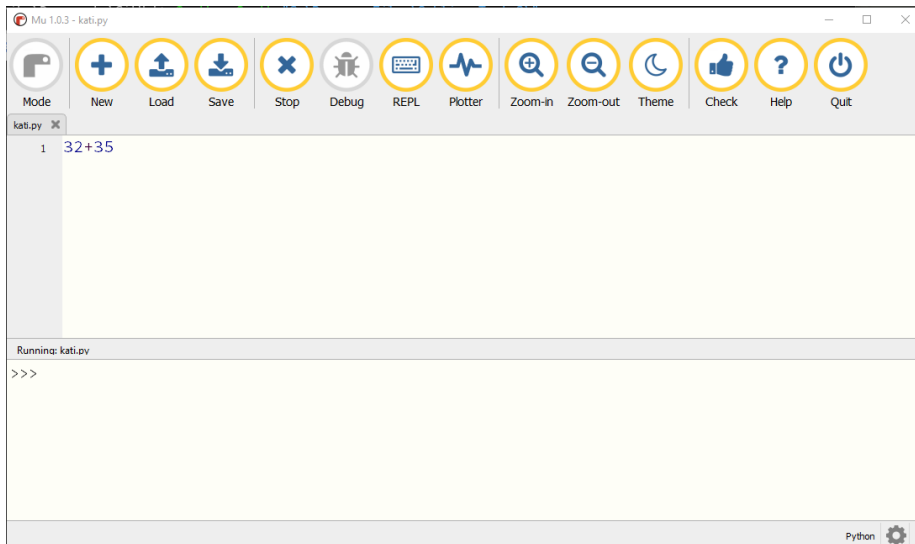 Mu 1.0.3 - kati.py
Mode New Load Save Stop Debug REPL Plotter Zoom-in Zoom-out Theme Check Help Quit
kati.py
1 32+35
Running: kati.py
>>>
Python